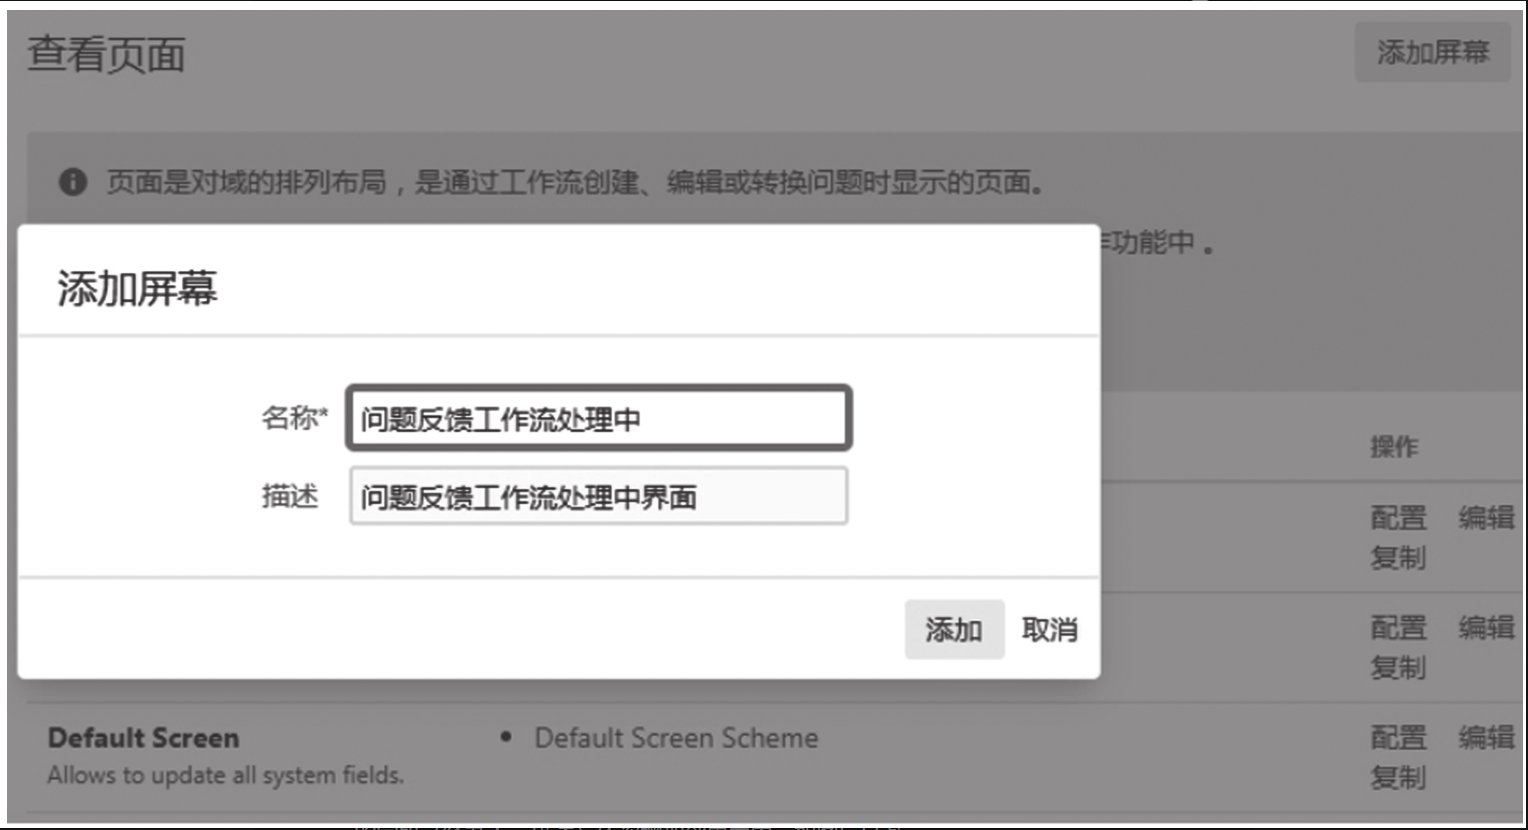 查看页面
添加屏幕
页面是对域的排列布局，是通过工作流创建、编辑或转换问题时显示的页面。
功能中。
添加屏幕
名称* 问题反馈工作流处理中
描述 问题反馈工作流处理中界面
添加 取消
操作
配置 编辑
复制
配置 编辑
复制
Default Screen • Default Screen Scheme 配置 编辑
Allows to update all system fields. 复制